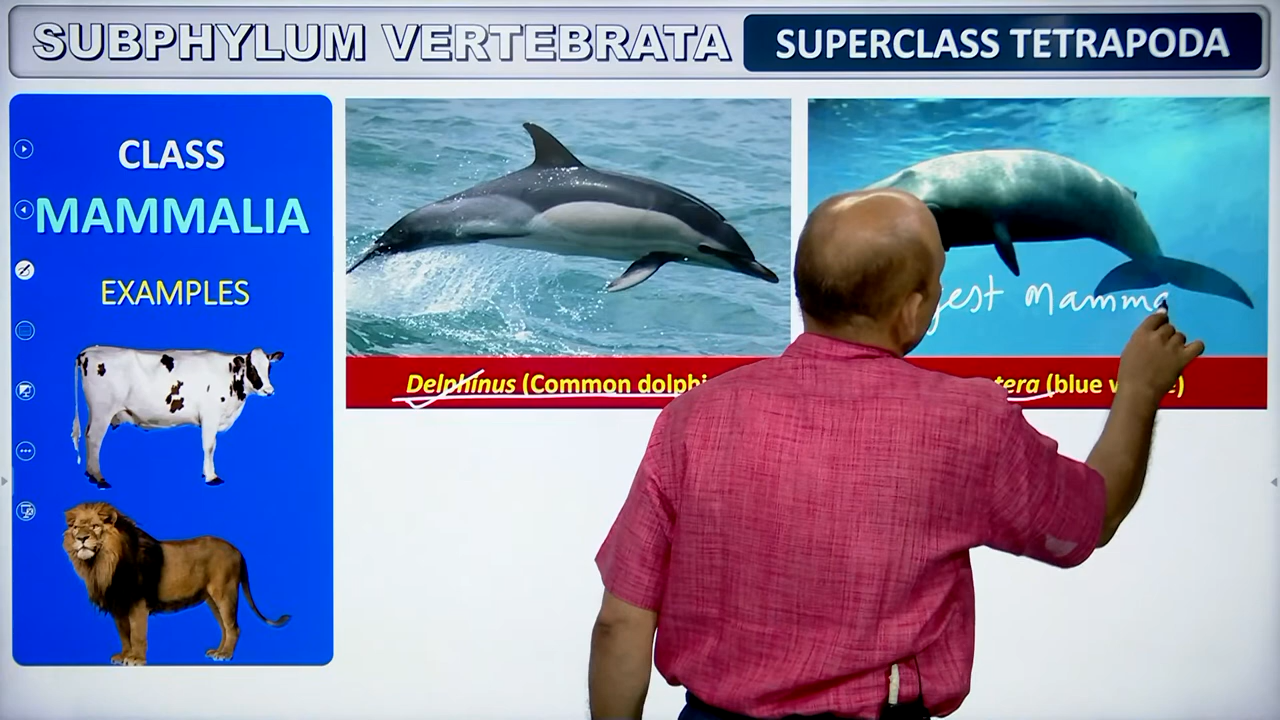 SUBPHYLUM VERTEBRATA
SUPERCLASS TETRAPODA
CLASS
MAMMALIA
EXAMPLES
gest Mamma
Delphinus (Common dolphi
tera (blue w e)